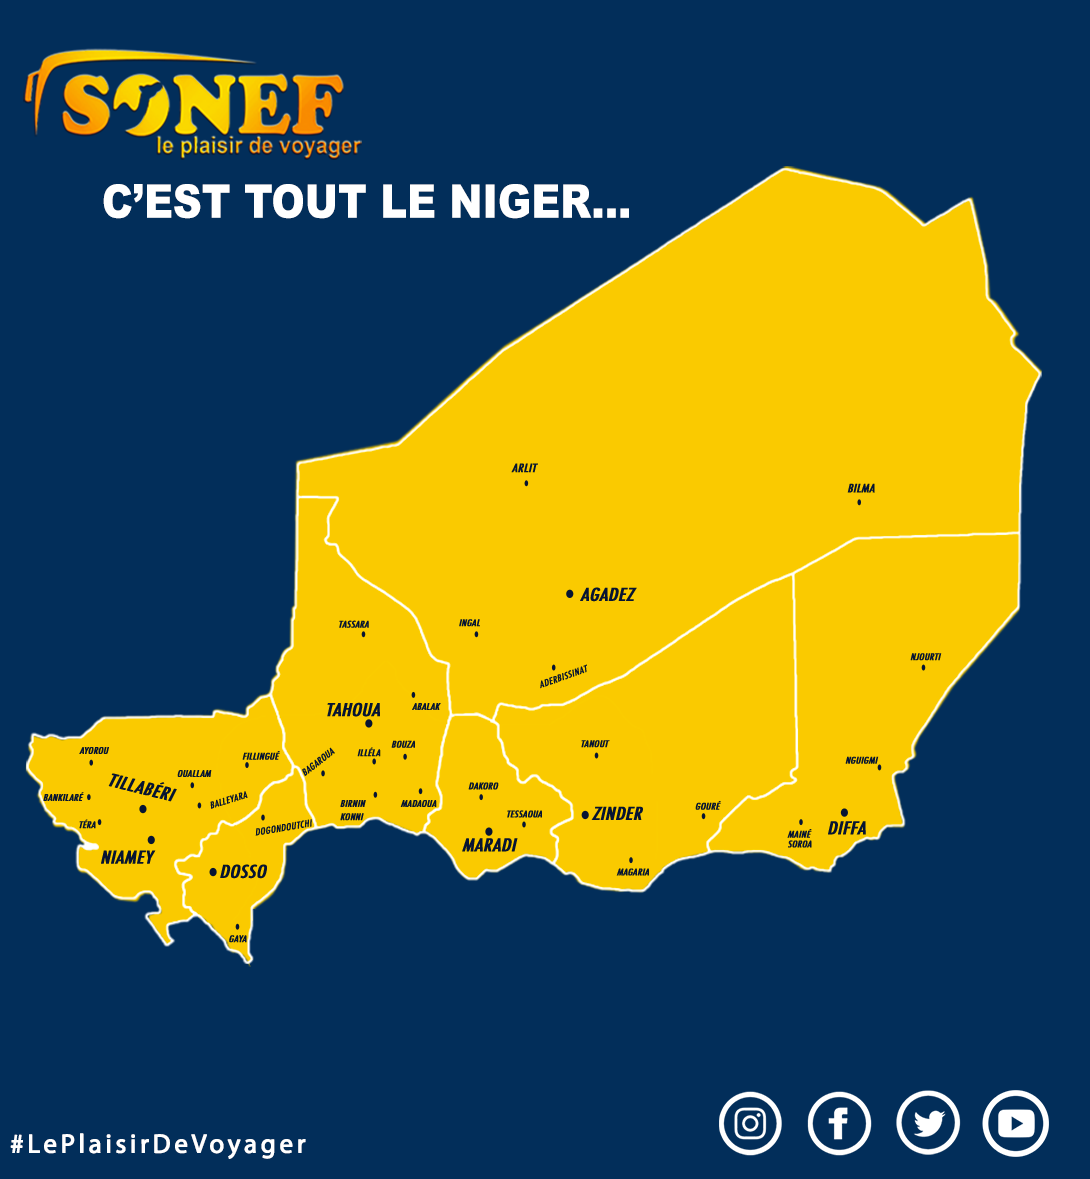 SONEF
le plaisir de voyager
C'EST TOUT LE NIGER...
ARLIT
BILMA
AGADEZ
TASSARA
INGAL
NJOURTI
ADERBISSINAT
ABALAK
TAHOUA
AYOROU
FILLINGUÉ
BAGAROUA
ILLÉLA
BOUZA
TANOUT
NGUIGMI
OUALLAM
TILLABÉRI
BANKILARÉ
BALLEYARA
BIRNIN
KONNI
MADAOUA
DAKORO
TESSAOUA
ZINDER
GOURÉ
TÉRA
DOGONDOUTCHI
MARADI
MAINÉ
SOROA
DIFFA
NIAMEY
DOSSO
MAGARIA
GAYA
#LePlaisirDeVoyager